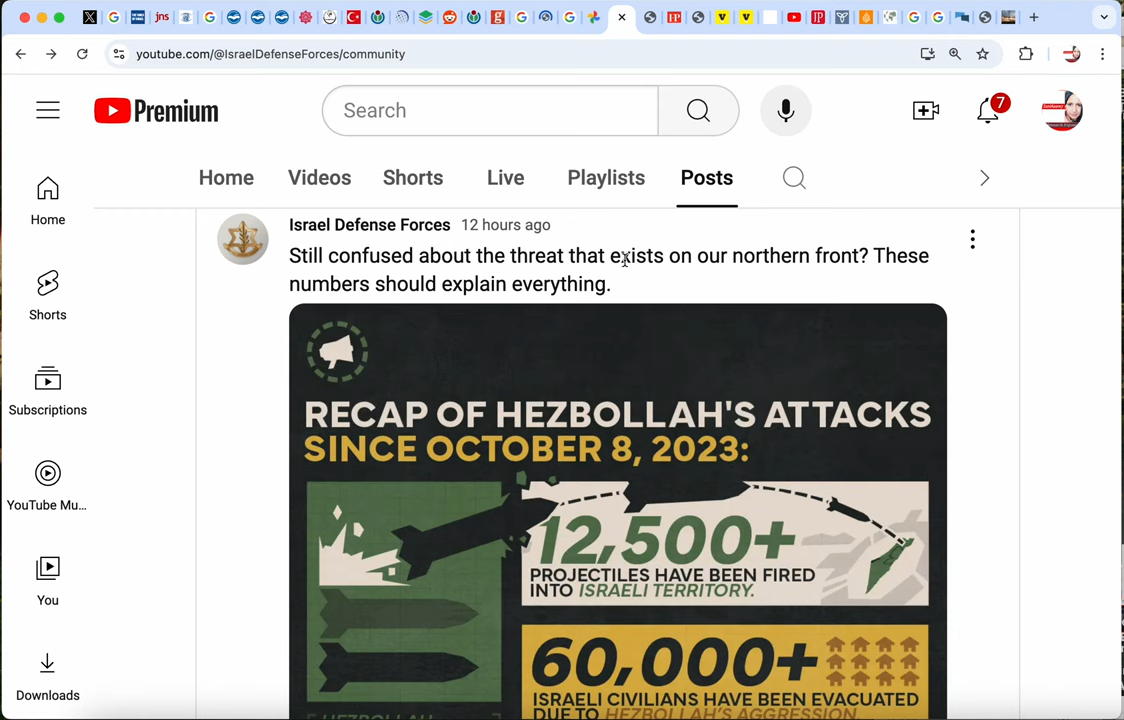 youtube.com/@IsraelDefenseForces/community
Premium
Search
7
Home Videos Shorts Live Playlists Posts
Home
Shorts
Subscriptions
YouTube Mu...
You
Downloads
Israel Defense Forces 12 hours ago
Still confused about the threat that exists on our northern front? These
numbers should explain everything.
RECAP OF HEZBOLLAH'S ATTACKS
SINCE OCTOBER 8, 2023:
12,500+
PROJECTILES HAVE BEEN FIRED
INTO ISRAELI TERRITORY.
60,000+
ISRAELI CIVILIANS HAVE BEEN EVACUATED
DUE TO HEZBOLLAH'S AGGRESSION.
HEZBOLLAH